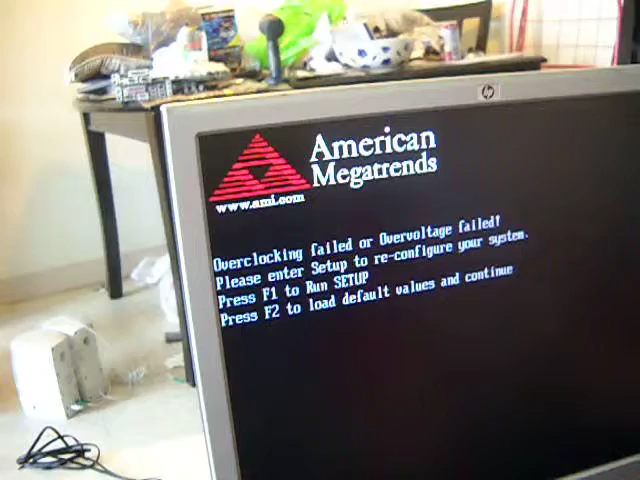 hp
American
Megatrends
www.ami.com
Overclocking failed or Overvoltage failed!
Please enter Setup to re-configure your system.
Press F1 to Run SETUP
Press F2 to load default values and continue